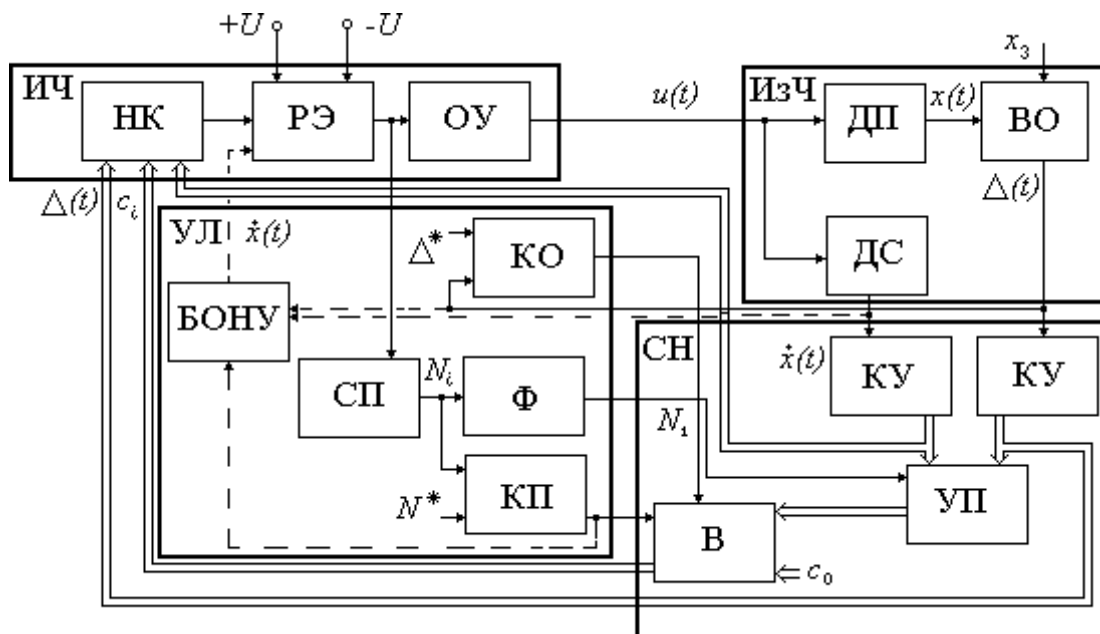 +U -U
x₃
ИЧ
НК
РЭ
ОУ
u(t)
ИзЧ
ДП
x(t)
ВО
△(t)
cᵢ
△(t)
УЛ
ẋ(t)
△*
КО
ДС
БОНУ
СН
СП
Nᵢ
Ф
N₁
ẋ(t)
КУ
КУ
N*
КП
В
УП
c₀